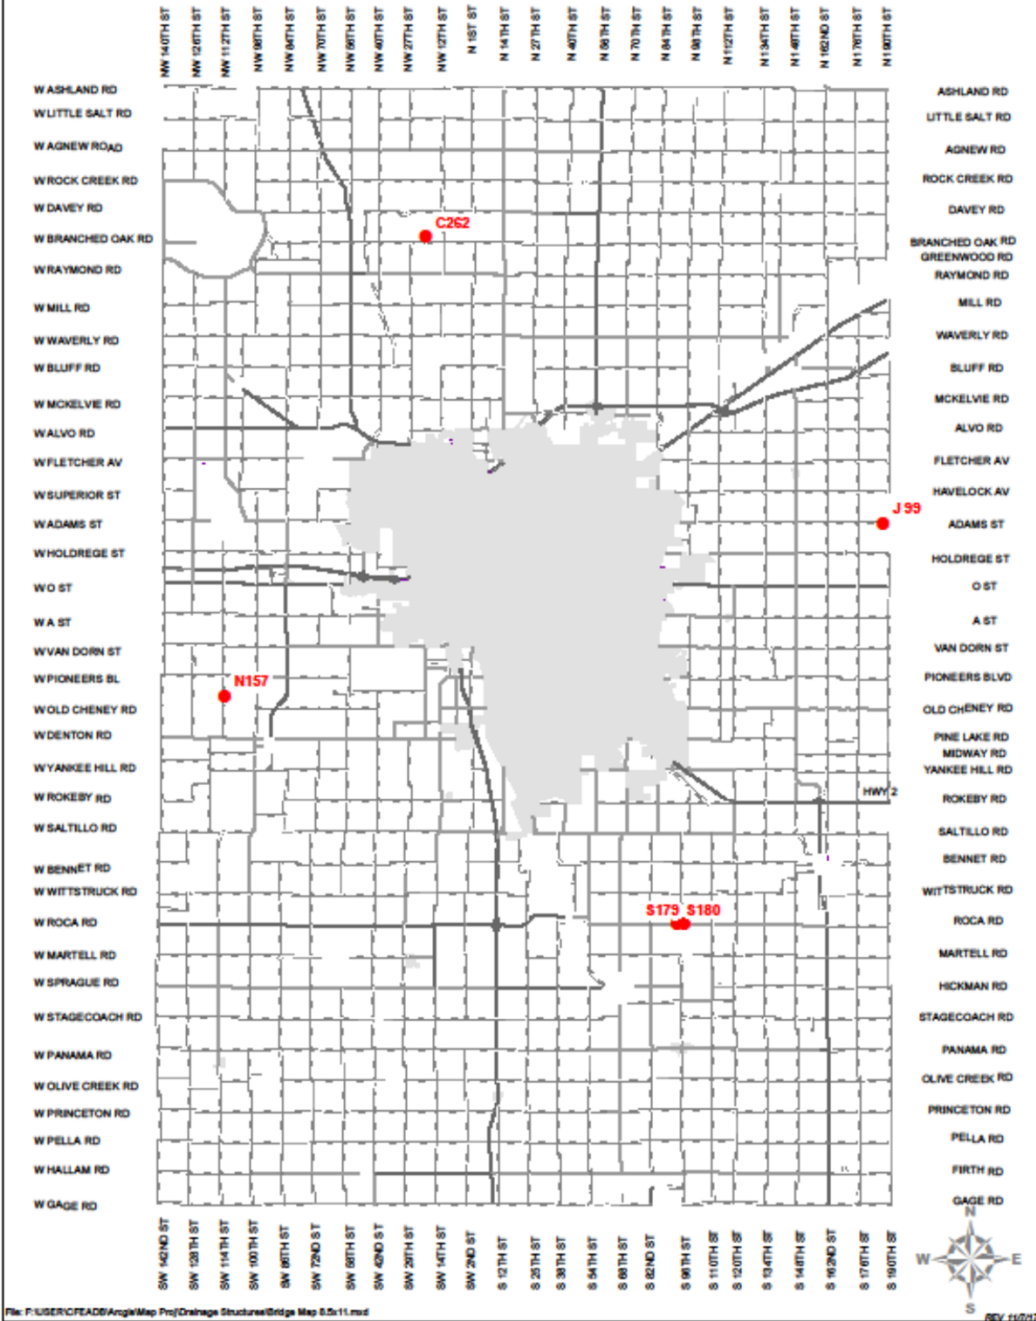 NW 140TH ST
NW 126TH ST
NW 112TH ST
NW 98TH ST
NW 84TH ST
NW 70TH ST
NW 56TH ST
NW 40TH ST
NW 27TH ST
NW 12TH ST
N 1ST ST
N 14TH ST
N 27TH ST
N 40TH ST
N 56TH ST
N 70TH ST
N 84TH ST
N 98TH ST
N 112TH ST
N 134TH ST
N 148TH ST
N 162ND ST
N 176TH ST
N 190TH ST
W ASHLAND RD
ASHLAND RD
W LITTLE SALT RD
LITTLE SALT RD
W AGNEW ROAD
AGNEW RD
W ROCK CREEK RD
ROCK CREEK RD
W DAVEY RD
DAVEY RD
C262
W BRANCHED OAK RD
BRANCHED OAK RD
GREENWOOD RD
W RAYMOND RD
RAYMOND RD
W MILL RD
MILL RD
W WAVERLY RD
WAVERLY RD
W BLUFF RD
BLUFF RD
W MCKELVIE RD
MCKELVIE RD
W ALVO RD
ALVO RD
W FLETCHER AV
FLETCHER AV
W SUPERIOR ST
HAVELOCK AV
J 99
W ADAMS ST
ADAMS ST
W HOLDREGE ST
HOLDREGE ST
W O ST
O ST
W A ST
A ST
W VAN DORN ST
VAN DORN ST
W PIONEERS BL
N157
PIONEERS BLVD
W OLD CHENEY RD
OLD CHENEY RD
W DENTON RD
PINE LAKE RD
MIDWAY RD
W YANKEE HILL RD
YANKEE HILL RD
HWY 2
W ROKEBY RD
ROKEBY RD
W SALTILLO RD
SALTILLO RD
W BENNET RD
BENNET RD
W WITTSTRUCK RD
WITTSTRUCK RD
S179 S180
W ROCA RD
ROCA RD
W MARTELL RD
MARTELL RD
W SPRAGUE RD
HICKMAN RD
W STAGECOACH RD
STAGECOACH RD
W PANAMA RD
PANAMA RD
W OLIVE CREEK RD
OLIVE CREEK RD
W PRINCETON RD
PRINCETON RD
W PELLA RD
PELLA RD
W HALLAM RD
FIRTH RD
W GAGE RD
GAGE RD
SW 142ND ST
SW 128TH ST
SW 114TH ST
SW 100TH ST
SW 86TH ST
SW 72ND ST
SW 58TH ST
SW 42ND ST
SW 29TH ST
SW 14TH ST
SW 2ND ST
S 12TH ST
S 25TH ST
S 38TH ST
S 54TH ST
S 68TH ST
S 82ND ST
S 96TH ST
S 110TH ST
S 120TH ST
S 134TH ST
S 148TH ST
S 162ND ST
S 176TH ST
S 190TH ST
N
W E
S
File: F:\USER\CFEADB\Arcgis\Map Proj\Drainage Structures\Bridge Map 8.5x11.mxd